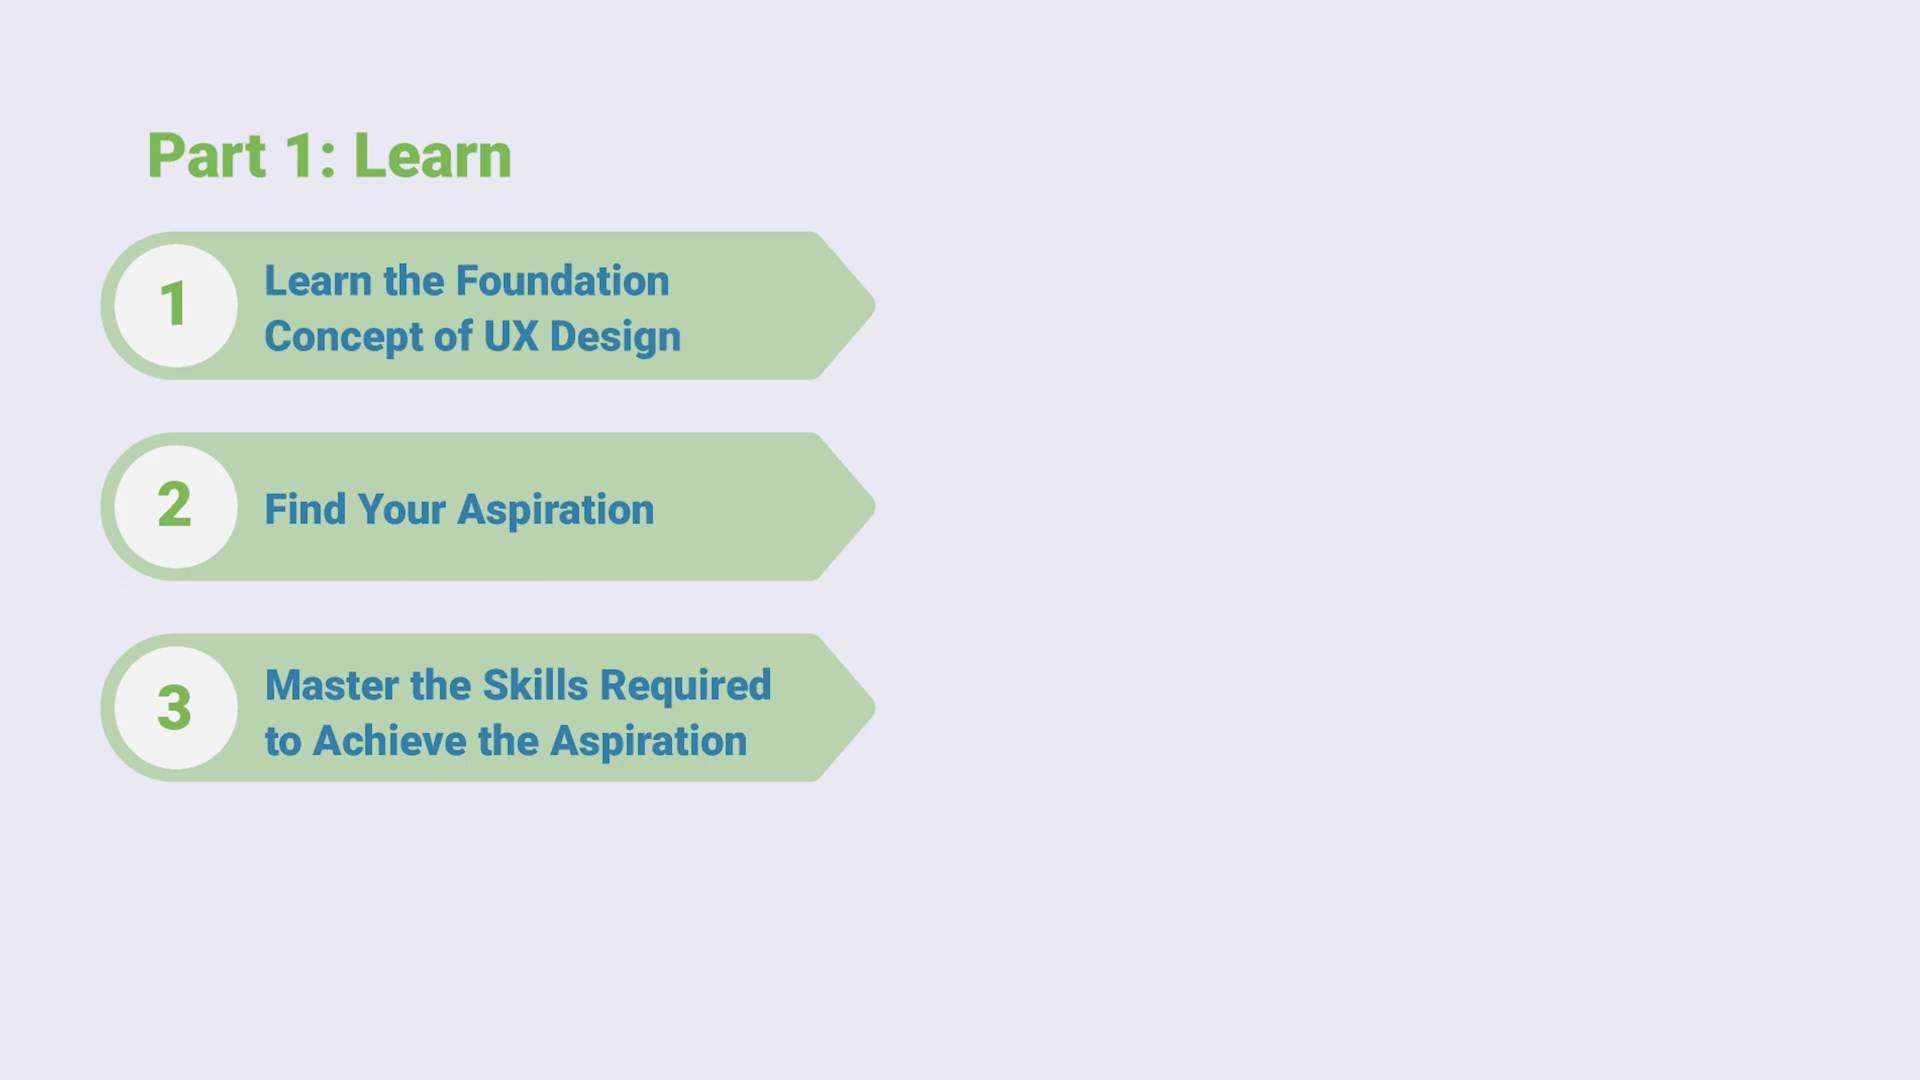 Part 1: Learn
1
Learn the Foundation
Concept of UX Design
2
Find Your Aspiration
3
Master the Skills Required
to Achieve the Aspiration